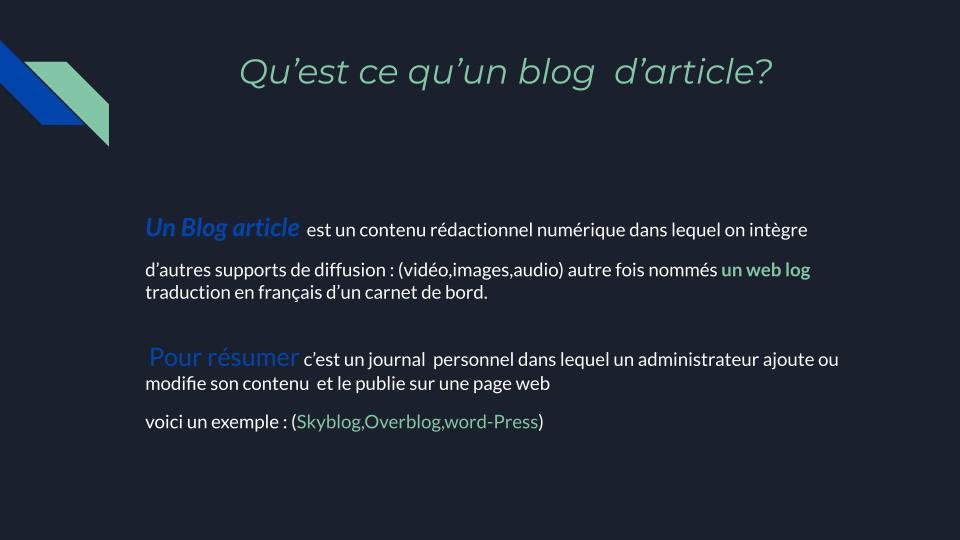 Qu’est ce qu’un blog  d’article?
Un Blog article est un contenu rédactionnel numérique dans lequel on intègre
d’autres supports de diffusion : (vidéo,images,audio) autre fois nommés un web log
traduction en français d’un carnet de bord.
Pour résumer c’est un journal  personnel dans lequel un administrateur ajoute ou
modifie son contenu  et le publie sur une page web
voici un exemple : (Skyblog,Overblog,word-Press)